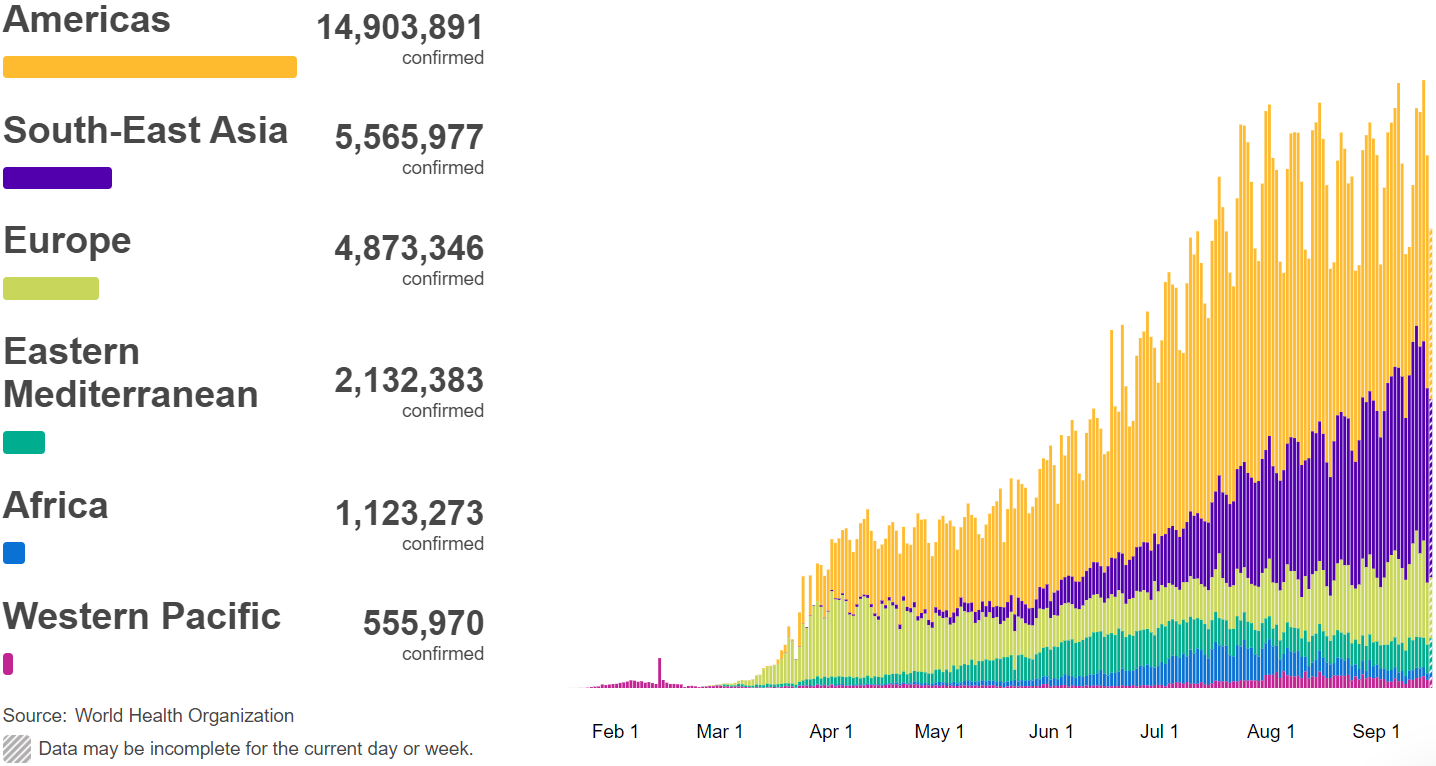 Americas
14,903,891
confirmed
South-East Asia
5,565,977
confirmed
Europe
4,873,346
confirmed
Eastern
Mediterranean
2,132,383
confirmed
Africa
1,123,273
confirmed
Western Pacific
555,970
confirmed
Source: World Health Organization
Data may be incomplete for the current day or week.
Feb 1 Mar 1 Apr 1 May 1 Jun 1 Jul 1 Aug 1 Sep 1